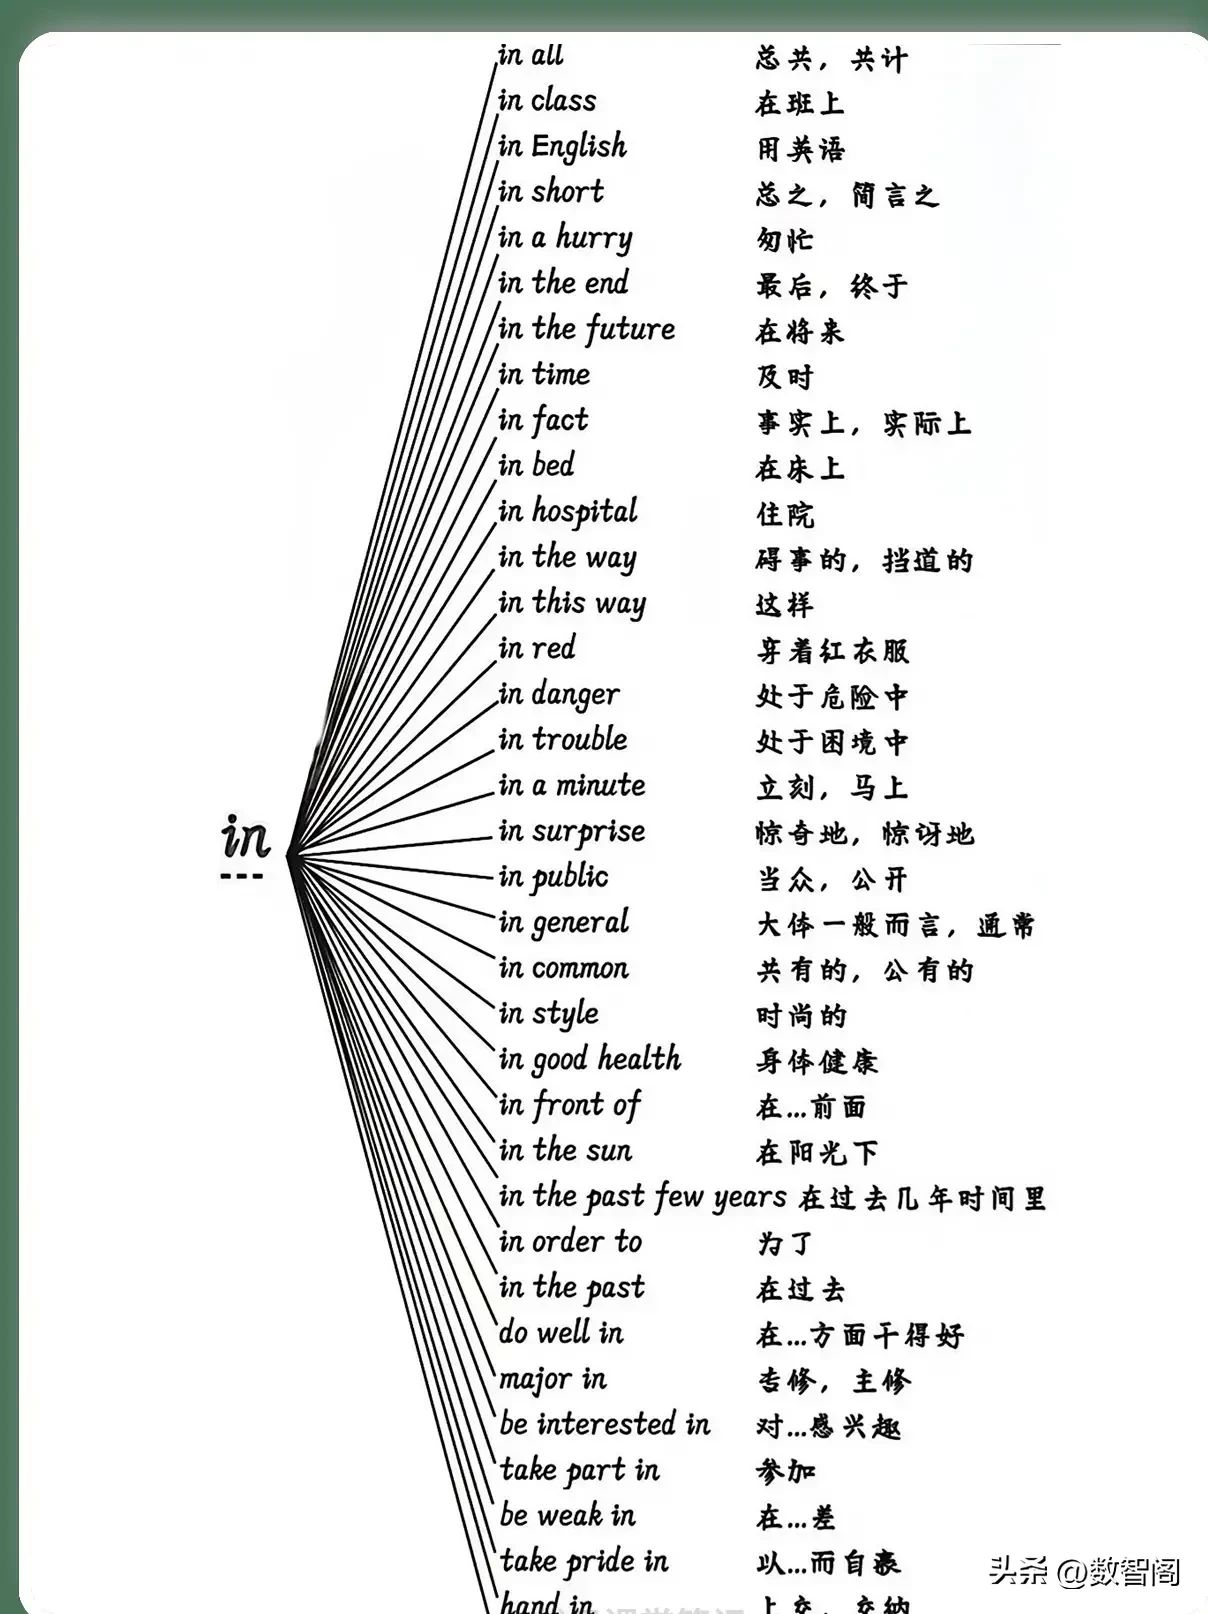 in all 总共，共计
in class 在班上
in English 用英语
in short 总之，简言之
in a hurry 匆忙
in the end 最后，终于
in the future 在将来
in time 及时
in fact 事实上，实际上
in bed 在床上
in hospital 住院
in the way 碍事的，挡道的
in this way 这样
in red 穿着红衣服
in danger 处于危险中
in trouble 处于困境中
in a minute 立刻，马上
in surprise 惊奇地，惊讶地
in
in public 当众，公开
in general 大体一般而言，通常
in common 共有的，公有的
in style 时尚的
in good health 身体健康
in front of 在...前面
in the sun 在阳光下
in the past few years 在过去几年时间里
in order to 为了
in the past 在过去
do well in 在...方面干得好
major in 专修，主修
be interested in 对...感兴趣
take part in 参加
be weak in 在...差
take pride in 以...而自豪
头条 @数智阁
hand in 上交，交纳